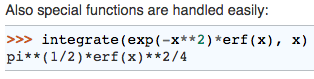 Also special functions are handled easily:
>>> integrate(exp(-x**2)*erf(x), x)
pi**(1/2)*erf(x)**2/4